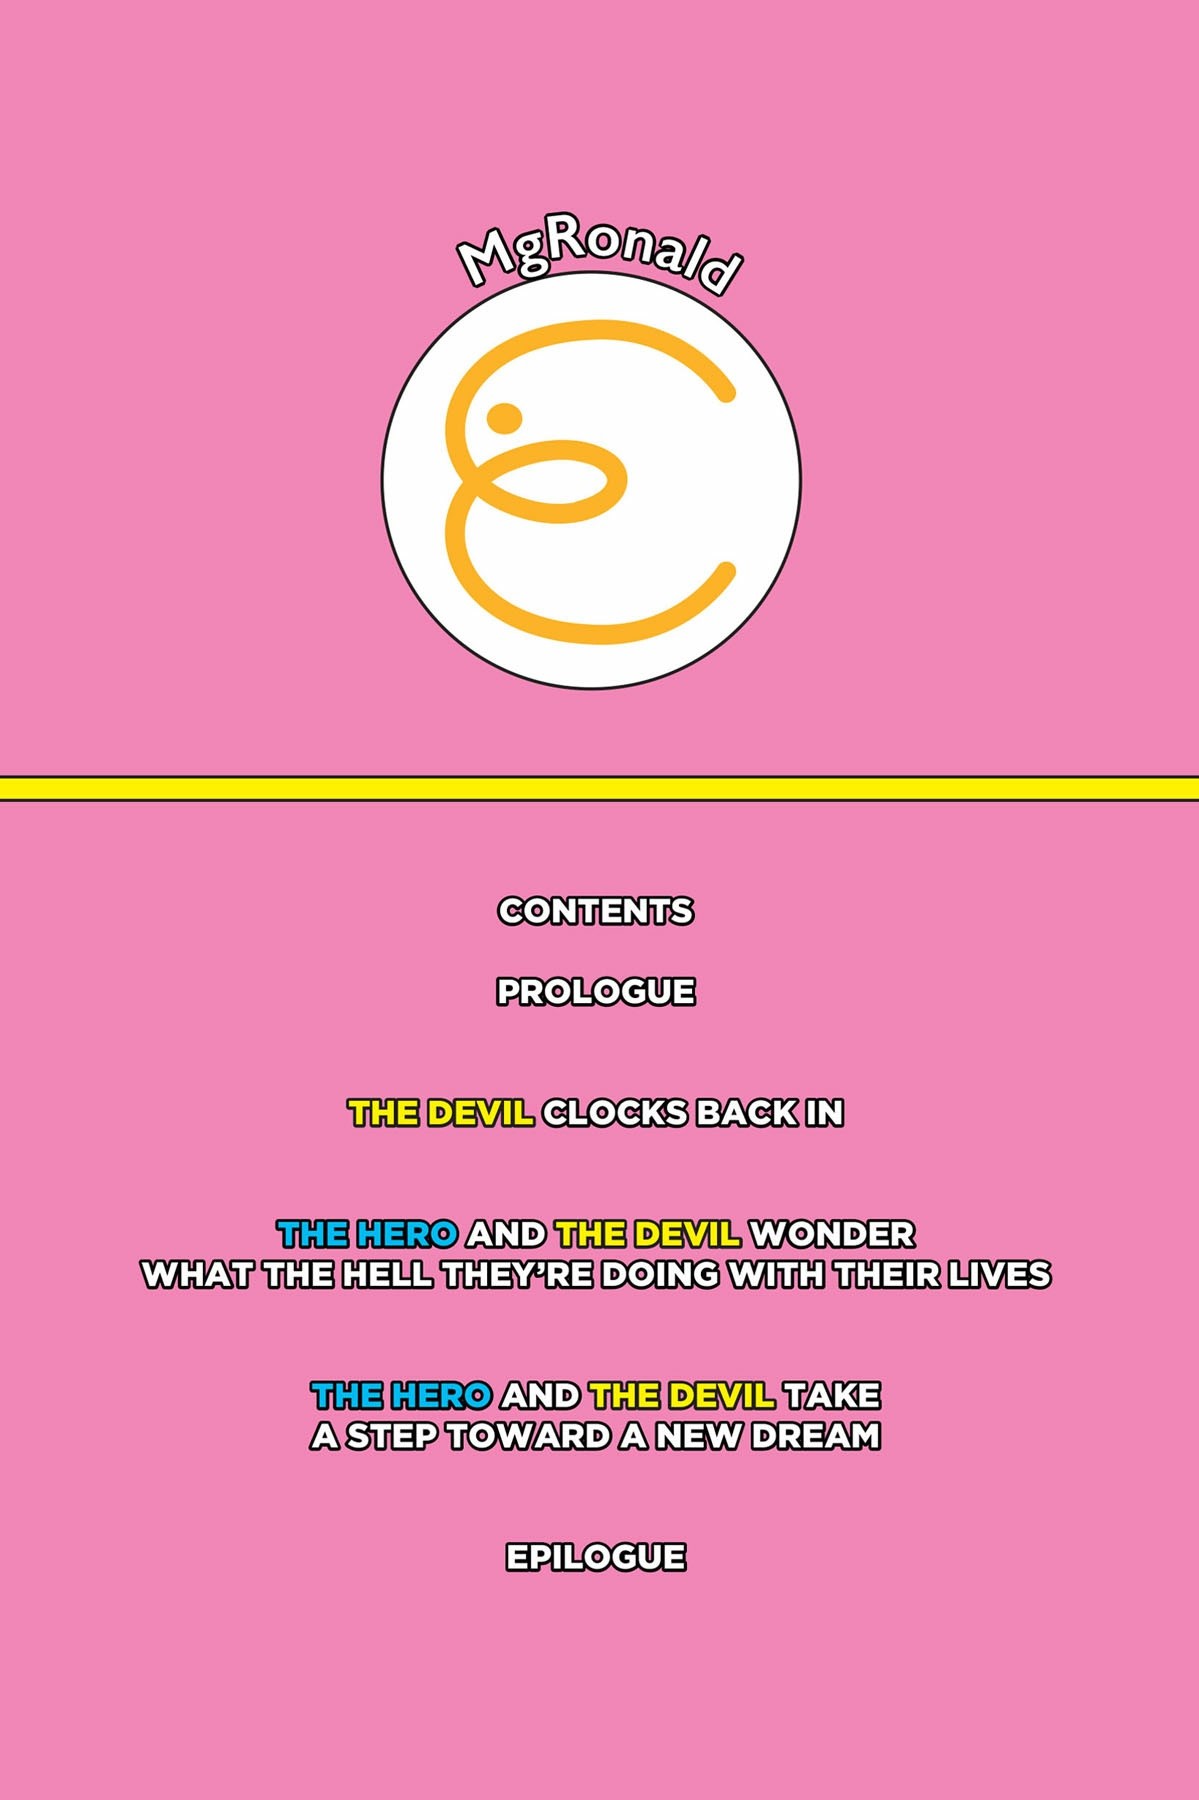 MgRonald
CONTENTS
PROLOGUE
THE DEVIL CLOCKS BACK IN
THE HERO AND THE DEVIL WONDER
WHAT THE HELL THEY'RE DOING WITH THEIR LIVES
THE HERO AND THE DEVIL TAKE
A STEP TOWARD A NEW DREAM
EPILOGUE